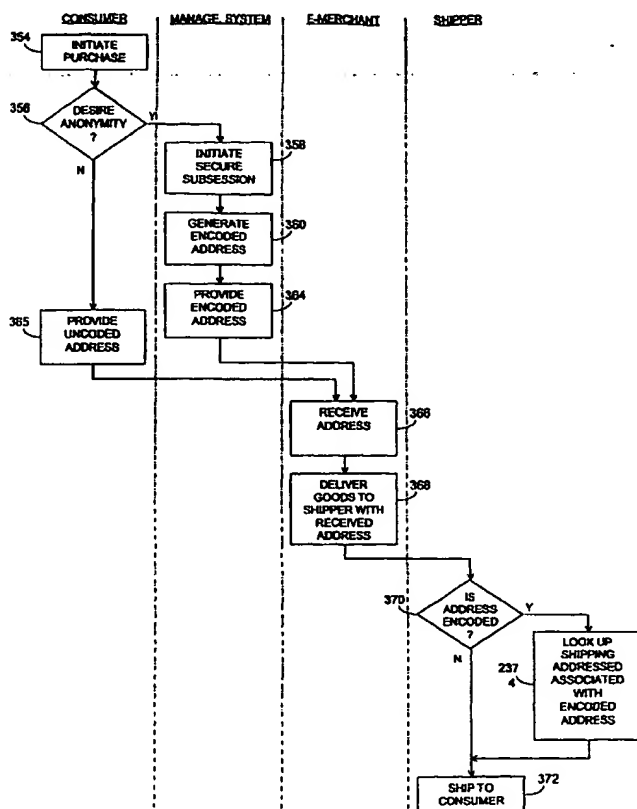 CONSUMER MANAGE SYSTEM E-MERCHANT SHIPPER
354
INITIATE
PURCHASE
356
DESIRE
ANONYMITY
?
Y
N
358
INITIATE
SECURE
SUBSESSION
360
GENERATE
ENCODED
ADDRESS
364
PROVIDE
ENCODED
ADDRESS
365
PROVIDE
UNCODED
ADDRESS
366
RECEIVE
ADDRESS
368
DELIVER
GOODS TO
SHIPPER WITH
RECEIVED
ADDRESS
370
IS
ADDRESS
ENCODED
?
Y
N
237
4
LOOK UP
SHIPPING
ADDRESSED
ASSOCIATED
WITH
ENCODED
ADDRESS
372
SHIP TO
CONSUMER